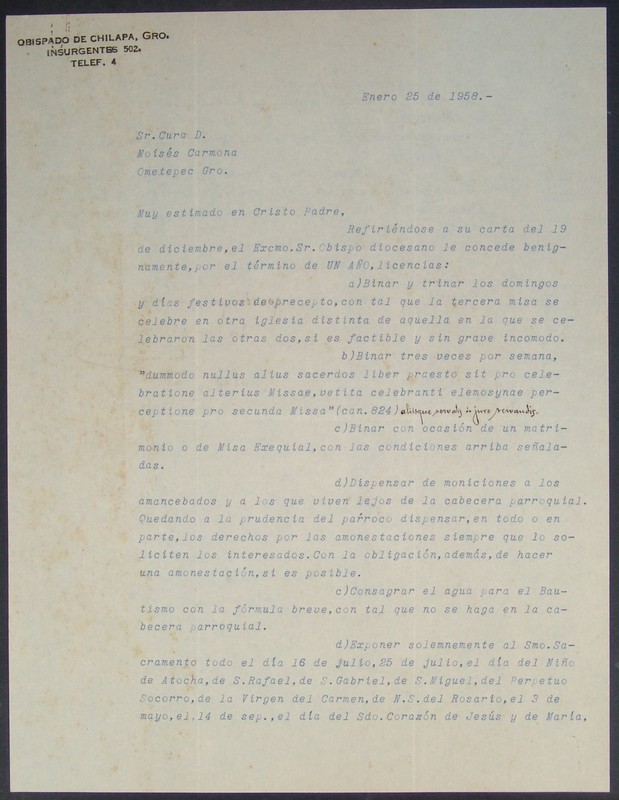 OBISPADO DE CHILAPA, GRO.
INSURGENTES 502.
TELEF. 4
Enero 25 de 1958.-
Sr.Cura D.
Moisés Carmona
Ometepec Gro.
Muy estimado en Cristo Padre,
Refiriéndose a su carta del 19
de diciembre,el Excmo.Sr.Obispo diocesano le concede benig-
namente,por el término de UN AÑO,licencias:
a)Binar y trinar los domingos
y días festivos de precepto,con tal que la tercera misa se
celebre en otra iglesia distinta de aquella en la que se ce-
lebraron las otras dos,si es factible y sin grave incomodo.
b)Binar tres veces por semana,
"dummodo nullus alius sacerdos liber praesto sit pro cele-
bratione alterius Missae,vetita celebranti elemosynae per-
ceptione pro secunda Missa"(can.824) aliisque servatis de jure servandis.
c)Binar con ocasión de un matri-
monio o de Misa Exequial,con las condiciones arriba señala-
das.
d)Dispensar de moniciones a los
amancebados y a los que viven lejos de la cabecera parroquial.
Quedando a la prudencia del párroco dispensar,en todo o en
parte,los derechos por las amonestaciones siempre que lo so-
liciten los interesados.Con la obligación,además,de hacer
una amonestación,si es posible.
c)Consagrar el agua para el Bau-
tismo con la fórmula breve,con tal que no se haga en la ca-
becera parroquial.
d)Exponer solemnemente al Smo.Sa-
cramento todo el día 16 de julio,25 de julio,el día del Niño
de Atocha,de S.Rafael,de S.Gabriel,de S.Miguel,del Perpetuo
Socorro,de la Virgen del Carmen,de N.S.del Rosario,el 3 de
mayo,el.14 de sep.,el día del Sdo.Corazón de Jesús y de María,